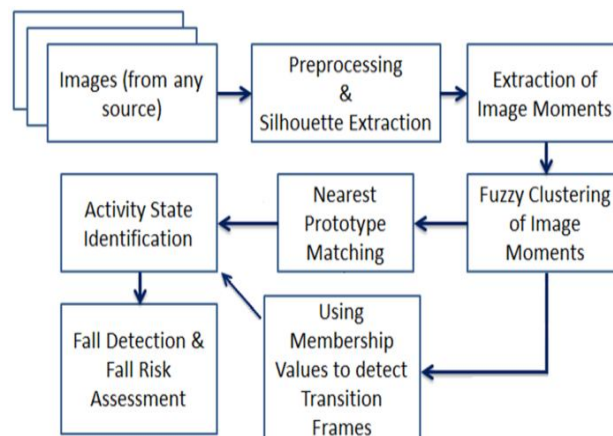 Images (from any
source)
Preprocessing
&
Silhouette Extraction
Extraction of
Image Moments
Fuzzy Clustering
of Image
Moments
Nearest
Prototype
Matching
Activity State
Identification
Using
Membership
Values to detect
Transition
Frames
Fall Detection &
Fall Risk
Assessment